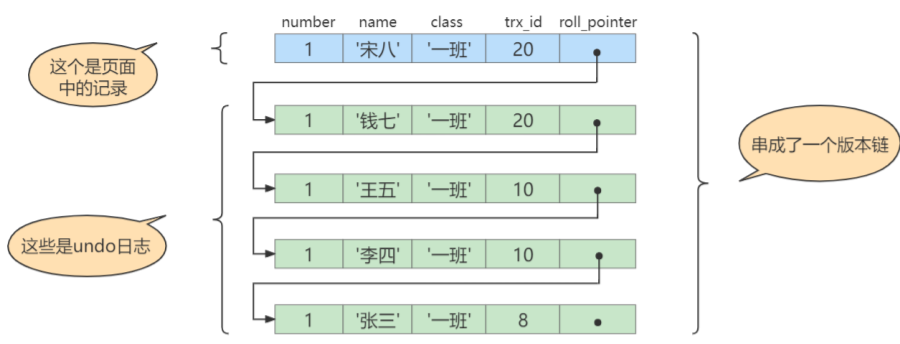 number name class trx_id roll_pointer
1 '宋八' '一班' 20
这个是页面
中的记录
1 '钱七' '一班' 20
串成了一个版本链
1 '王五' '一班' 10
这些是undo日志
1 '李四' '一班' 10
1 '张三' '一班' 8